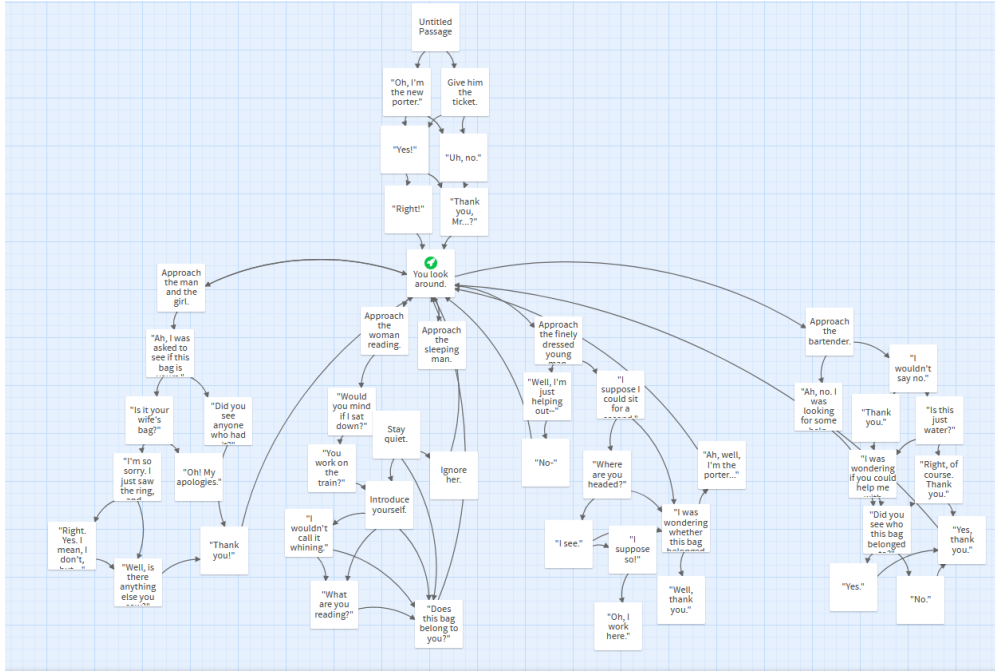 Untitled
Passage
"Oh, I'm
the new
porter."
Give him
the
ticket.
"Yes!"
"Uh, no."
"Right!"
"Thank
you,
Mr...?"
You look
around.
Approach
the man
and the
girl.
"Ah, I was
asked to
see if this
bag is
"Is it your
wife's
bag?"
"Did you
see
anyone
who had
"I'm so
sorry. I
just saw
the ring,
"Oh! My
apologies."
"Right.
Yes. I
mean, I
don't,
"Well, is
there
anything
else you
"Thank
you!"
Approach
the
woman
reading.
Approach
the
sleeping
man.
"Would
you mind
if I sat
down?"
Stay
quiet.
"You
work on
the
train?"
Ignore
her.
Introduce
yourself.
"I
wouldn't
call it
whining."
"What
are you
reading?"
"Does
this bag
belong to
you?"
Approach
the finely
dressed
young
"Well, I'm
just
helping
out--"
"I
suppose I
could sit
for a
"No-"
"Where
are you
headed?"
"Ah, well,
I'm the
porter..."
"I see."
"I
suppose
so!"
"I was
wondering
whether
this bag
"Oh, I
work
here."
"Well,
thank
you."
Approach
the
bartender.
"I
wouldn't
say no."
"Ah, no. I
was
looking
for some
"Thank
you."
"Is this
just
water?"
"I was
wondering
if you could
help me
"Right, of
course.
Thank
you."
"Did you
see who
this bag
belonged
"Yes,
thank
you."
"Yes."
"No."